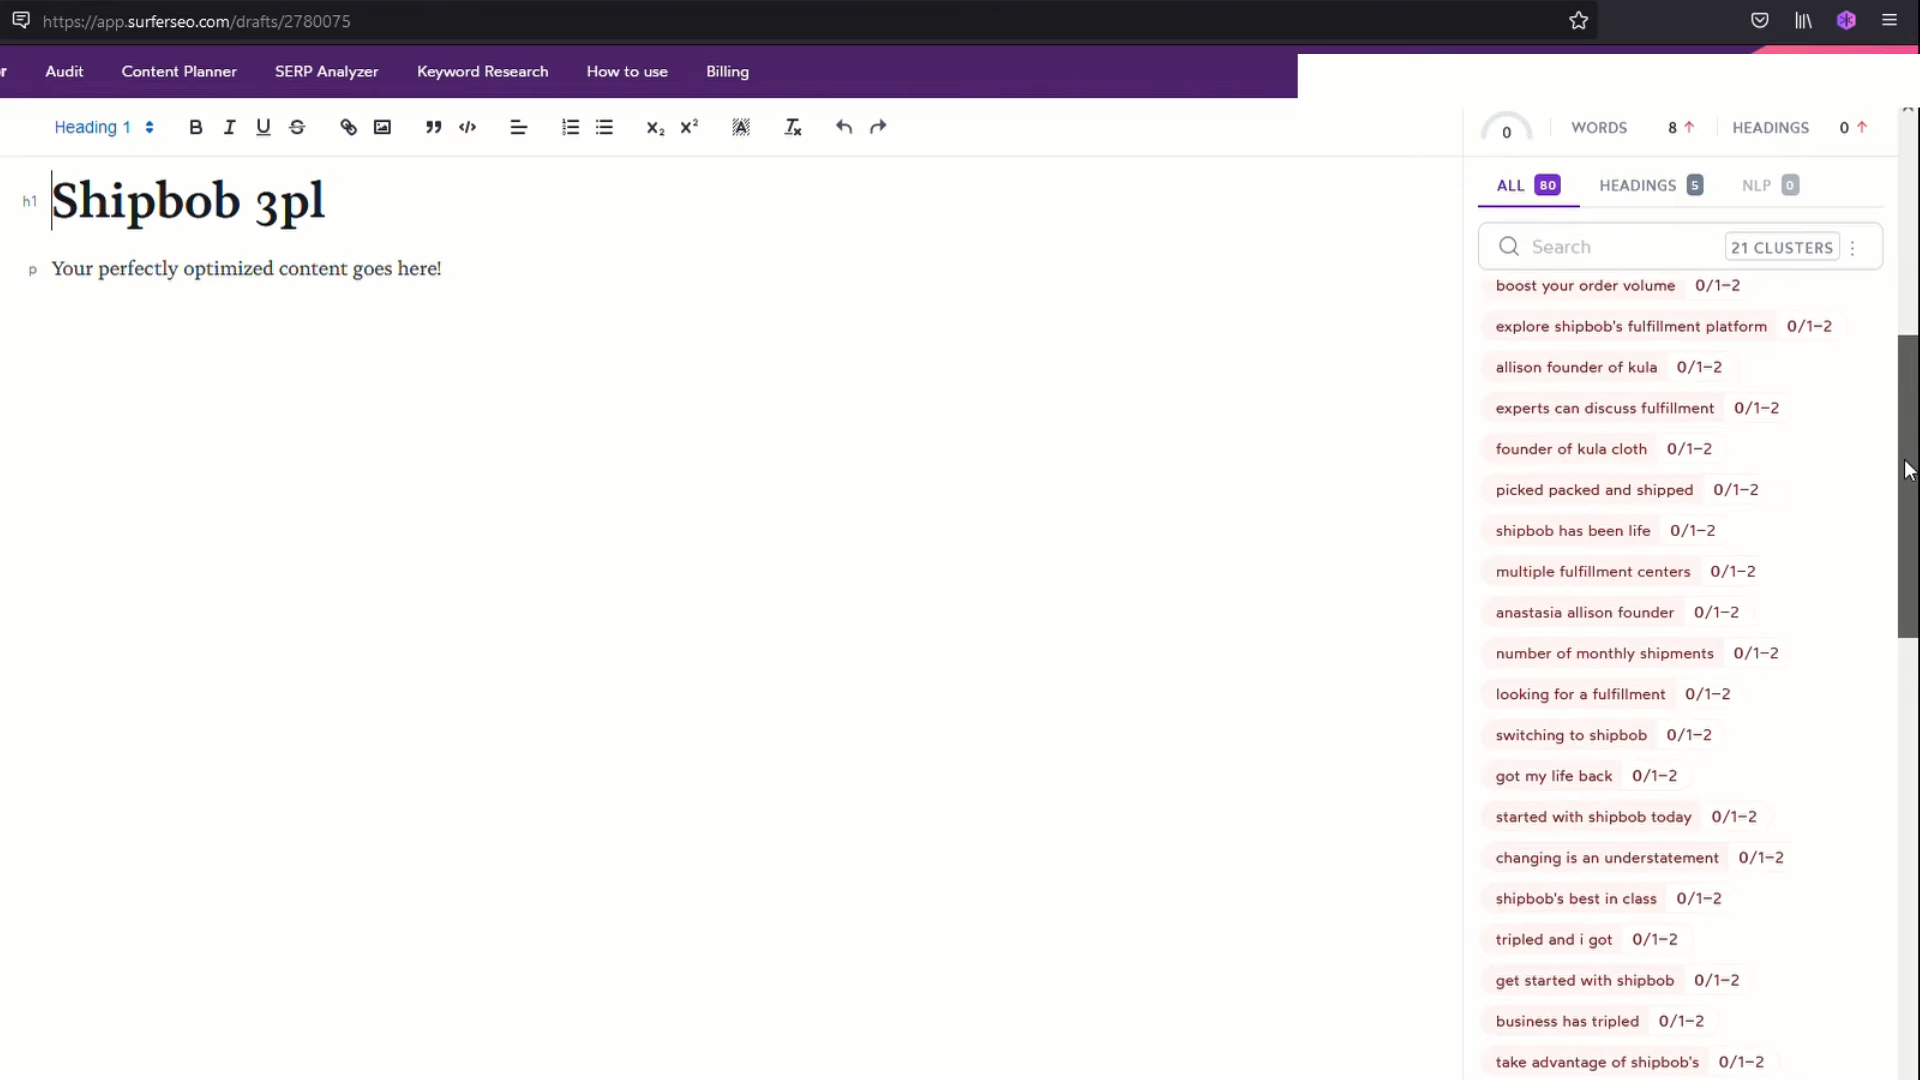 https://app.surferseo.com/drafts/2780075
r Audit Content Planner SERP Analyzer Keyword Research How to use Billing
Heading 1
0 WORDS 8 HEADINGS 0
h1 Shipbob 3pl
p Your perfectly optimized content goes here!
ALL 80 HEADINGS 5 NLP 0
Search 21 CLUSTERS
boost your order volume 0/1–2
explore shipbob's fulfillment platform 0/1–2
allison founder of kula 0/1–2
experts can discuss fulfillment 0/1–2
founder of kula cloth 0/1–2
picked packed and shipped 0/1–2
shipbob has been life 0/1–2
multiple fulfillment centers 0/1–2
anastasia allison founder 0/1–2
number of monthly shipments 0/1–2
looking for a fulfillment 0/1–2
switching to shipbob 0/1–2
got my life back 0/1–2
started with shipbob today 0/1–2
changing is an understatement 0/1–2
shipbob's best in class 0/1–2
tripled and i got 0/1–2
get started with shipbob 0/1–2
business has tripled 0/1–2
take advantage of shipbob's 0/1–2